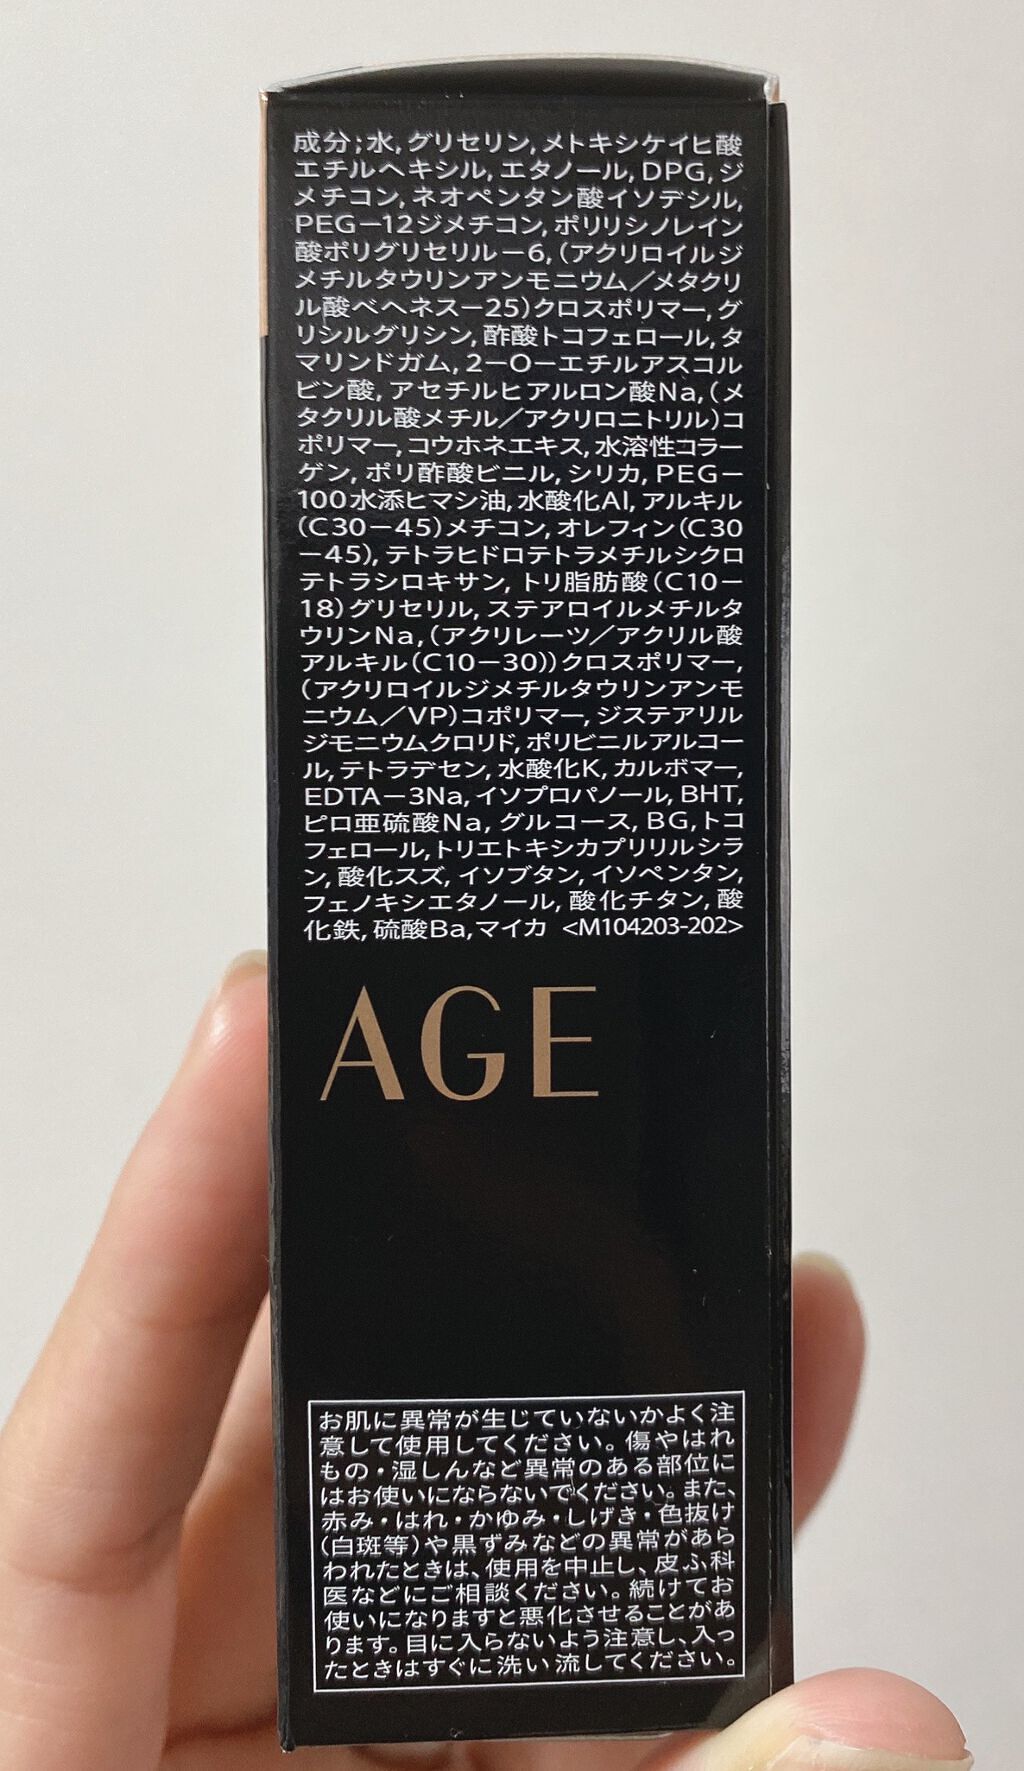 成分；水，グリセリン，メトキシケイヒ酸
エチルヘキシル，エタノール，DPG，ジ
メチコン，ネオペンタン酸イソデシル，
PEG－12ジメチコン，ポリリシノレイン
酸ポリグリセリル－6，（アクリロイルジ
メチルタウリンアンモニウム／メタクリ
ル酸ベヘネス－25）クロスポリマー，グ
リシルグリシン，酢酸トコフェロール，タ
マリンドガム，2－O－エチルアスコル
ビン酸，アセチルヒアルロン酸Na，（メ
タクリル酸メチル／アクリロニトリル）コ
ポリマー，コウホネエキス，水溶性コラー
ゲン，ポリ酢酸ビニル，シリカ，PEG－
100水添ヒマシ油，水酸化Al，アルキル
（C30－45）メチコン，オレフィン（C30
－45），テトラヒドロテトラメチルシクロ
テトラシロキサン，トリ脂肪酸（C10－
18）グリセリル，ステアロイルメチルタ
ウリンNa，（アクリレーツ／アクリル酸
アルキル（C10－30））クロスポリマー，
（アクリロイルジメチルタウリンアンモ
ニウム／VP）コポリマー，ジステアリル
ジモニウムクロリド，ポリビニルアルコー
ル，テトラデセン，水酸化K，カルボマー，
EDTA－3Na，イソプロパノール，BHT，
ピロ亜硫酸Na，グルコース，BG，トコ
フェロール，トリエトキシカプリリルシラ
ン，酸化スズ，イソブタン，イソペンタン，
フェノキシエタノール，酸化チタン，酸
化鉄，硫酸Ba，マイカ <M104203-202>
AGE
お肌に異常が生じていないかよく注
意して使用してください。傷やはれ
もの・湿しんなど異常のある部位に
はお使いにならないでください。また、
赤み・はれ・かゆみ・しげき・色抜け
（白斑等）や黒ずみなどの異常があら
われたときは、使用を中止し、皮ふ科
医などにご相談ください。続けてお
使いになりますと悪化させることがあ
ります。目に入らないよう注意し、入っ
たときはすぐに洗い流してください。